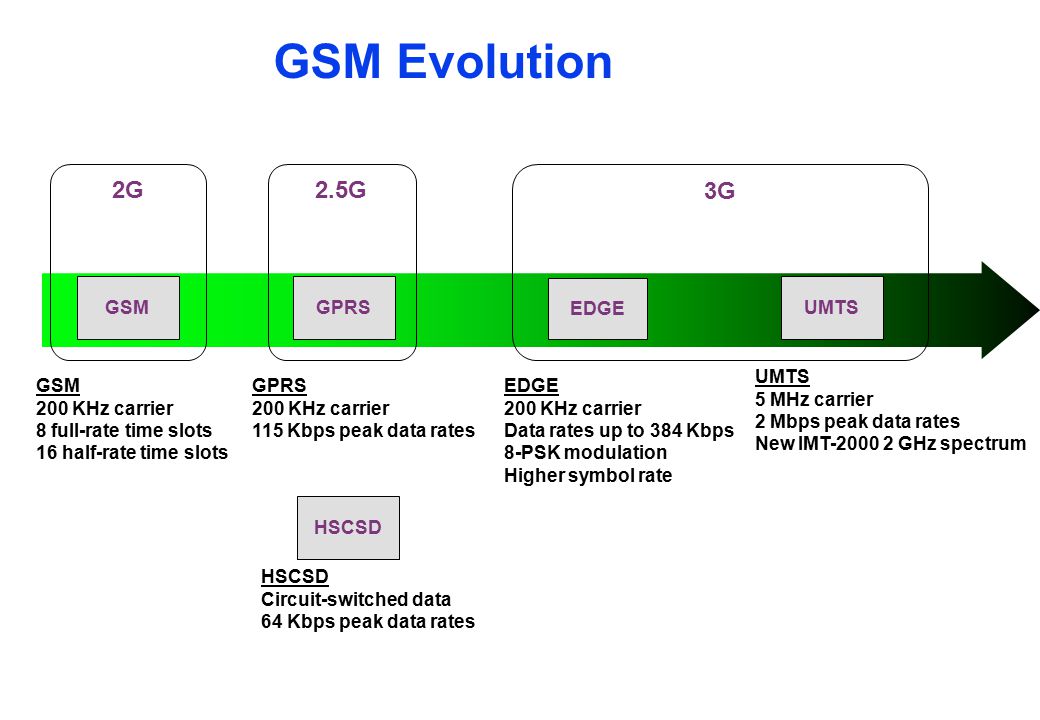 GSM Evolution
2G
2.5G
3G
GSM
GPRS
EDGE
UMTS
GSM
200 KHz carrier
8 full-rate time slots
16 half-rate time slots
GPRS
200 KHz carrier
115 Kbps peak data rates
EDGE
200 KHz carrier
Data rates up to 384 Kbps
8-PSK modulation
Higher symbol rate
UMTS
5 MHz carrier
2 Mbps peak data rates
New IMT-2000 2 GHz spectrum
HSCSD
HSCSD
Circuit-switched data
64 Kbps peak data rates